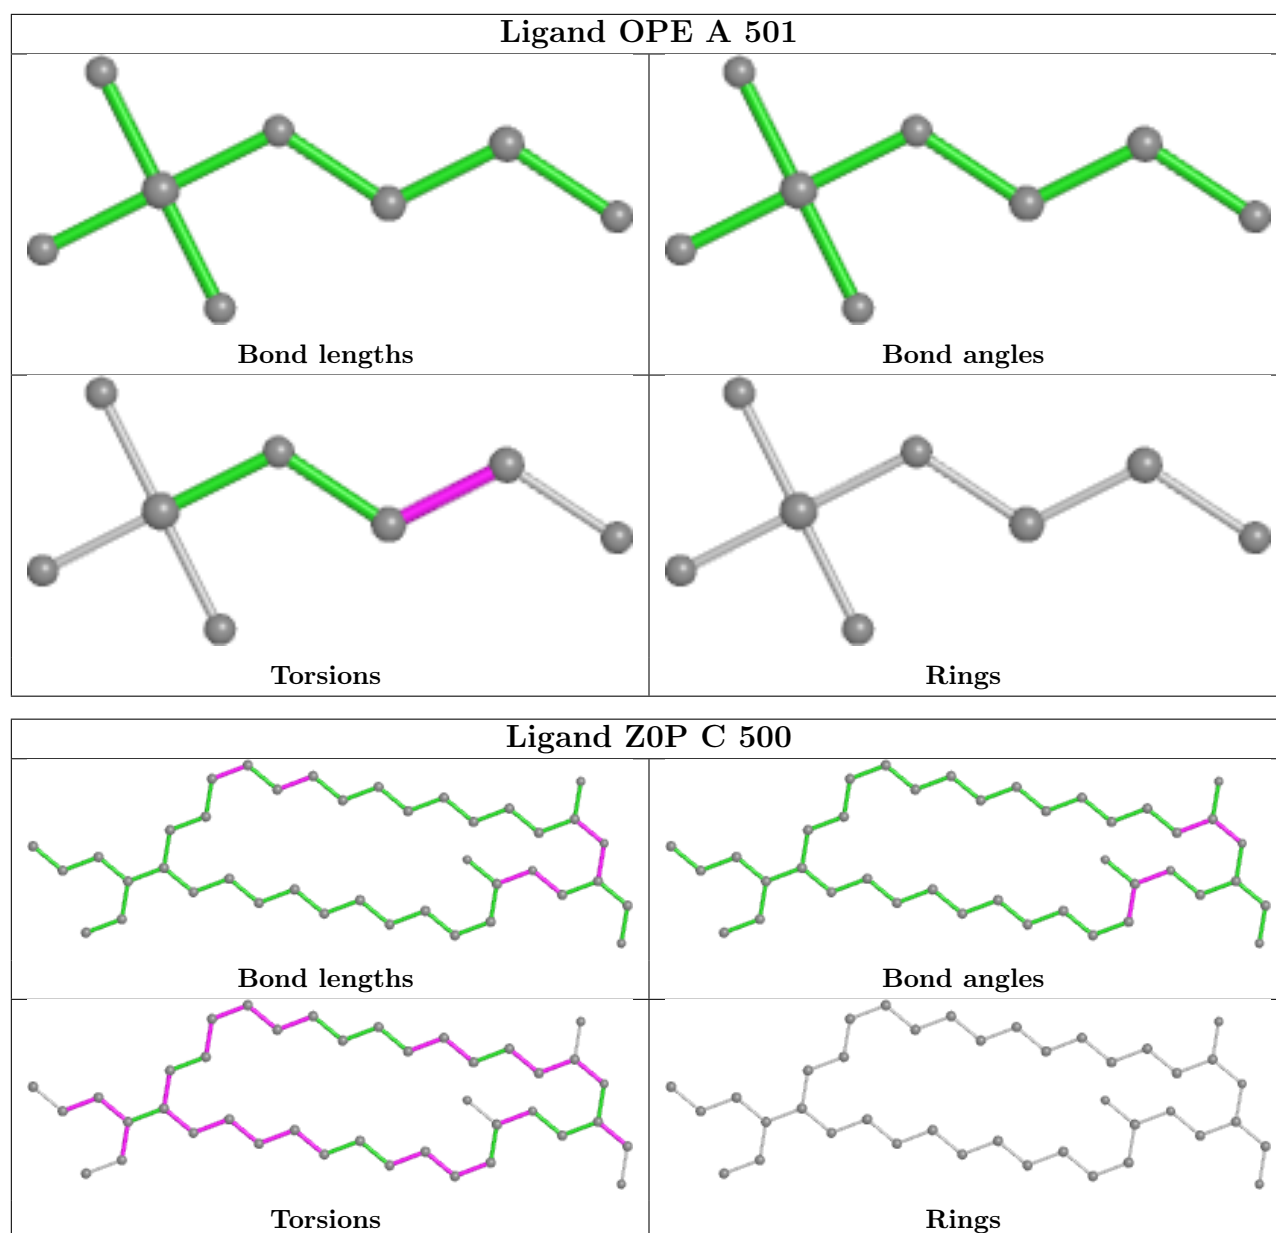 Ligand OPE A 501
Bond lengths
Bond angles
Torsions
Rings
Ligand Z0P C 500
Bond lengths
Bond angles
Torsions
Rings